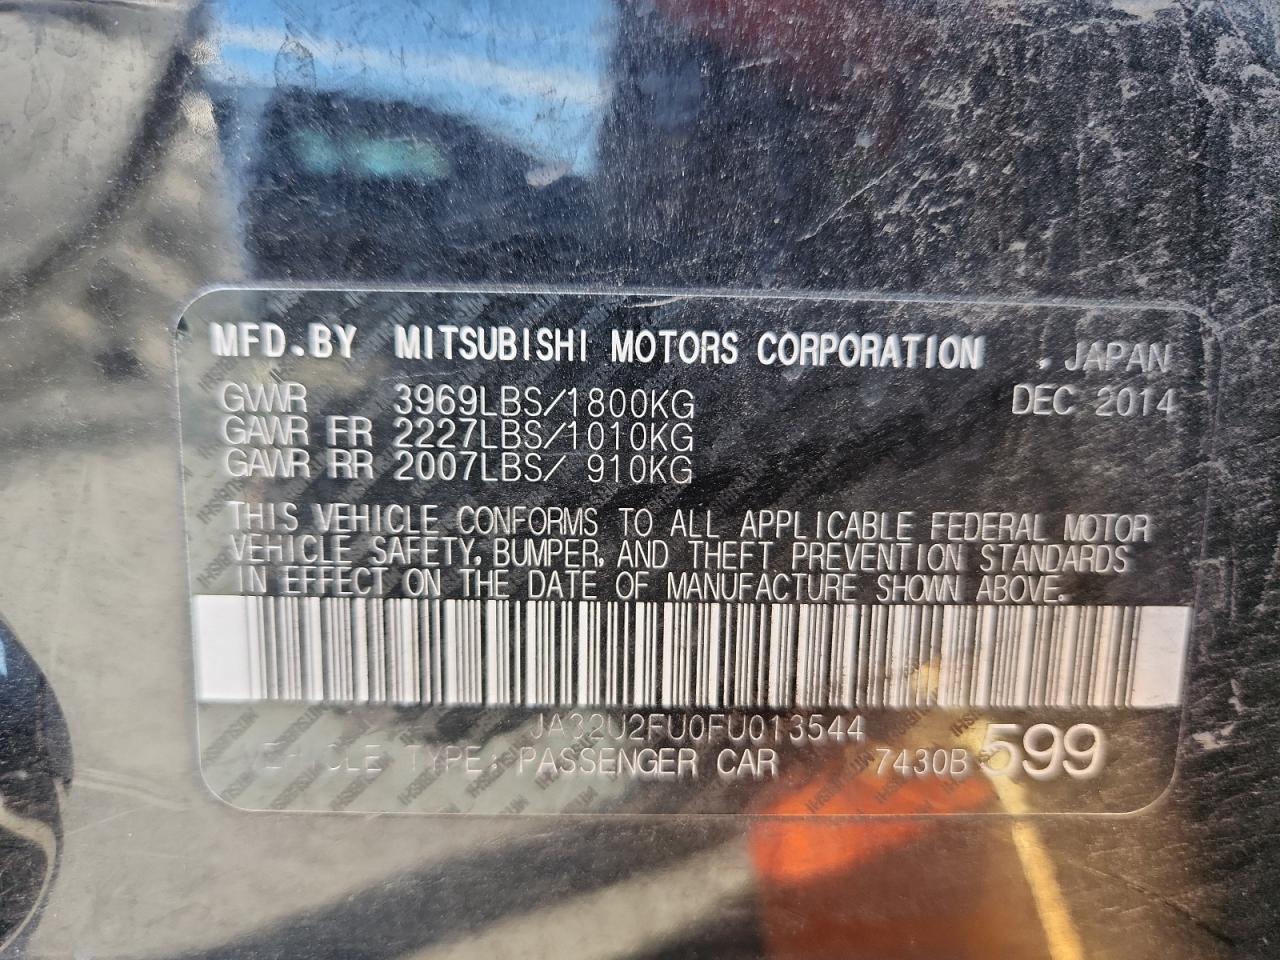 MFD.BY MITSUBISHI MOTORS CORPORATION , JAPAN
GVWR 3969LBS/1800KG DEC 2014
GAWR FR 2227LBS/1010KG
GAWR RR 2007LBS/ 910KG
THIS VEHICLE CONFORMS TO ALL APPLICABLE FEDERAL MOTOR
VEHICLE SAFETY, BUMPER, AND THEFT PREVENTION STANDARDS
IN EFFECT ON THE DATE OF MANUFACTURE SHOWN ABOVE.
JA32U2FU0FU013544
VEHICLE TYPE: PASSENGER CAR 7430B 599